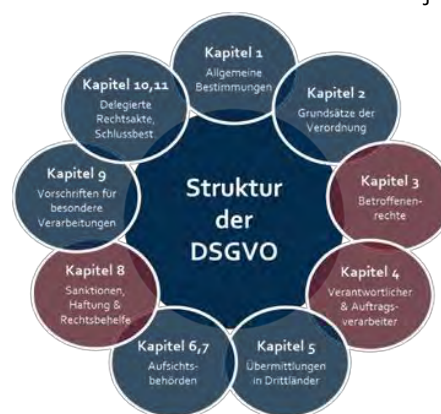 Struktur
der
DSGVO
Kapitel 1
Allgemeine
Bestimmungen
Kapitel 2
Grundsätze der
Verordnung
Kapitel 3
Betroffenen-
rechte
Kapitel 4
Verantwortlicher
& Auftrags-
verarbeiter
Kapitel 5
Übermittlungen
in Drittländer
Kapitel 6,7
Aufsichts-
behörden
Kapitel 8
Sanktionen,
Haftung &
Rechtsbehelfe
Kapitel 9
Vorschriften für
besondere
Verarbeitungen
Kapitel 10,11
Delegierte
Rechtsakte,
Schlussbest.